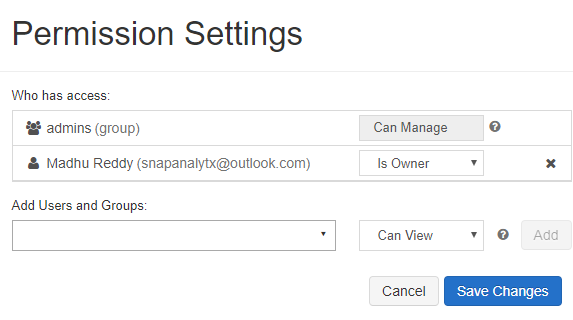 Permission Settings
Who has access:
admins (group) Can Manage
Madhu Reddy (snapanalytx@outlook.com) Is Owner
Add Users and Groups:
Can View Add
Cancel Save Changes